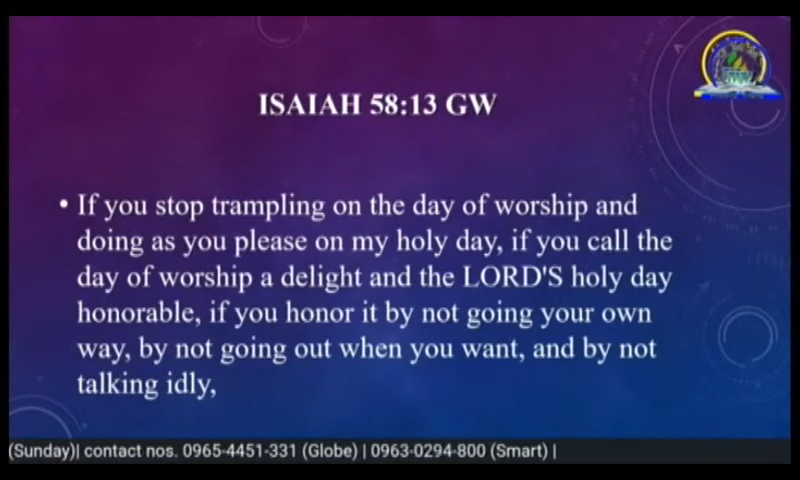 ISAIAH 58:13 GW
• If you stop trampling on the day of worship and
doing as you please on my holy day, if you call the
day of worship a delight and the LORD'S holy day
honorable, if you honor it by not going your own
way, by not going out when you want, and by not
talking idly,
(Sunday)| contact nos. 0965-4451-331 (Globe) | 0963-0294-800 (Smart) |